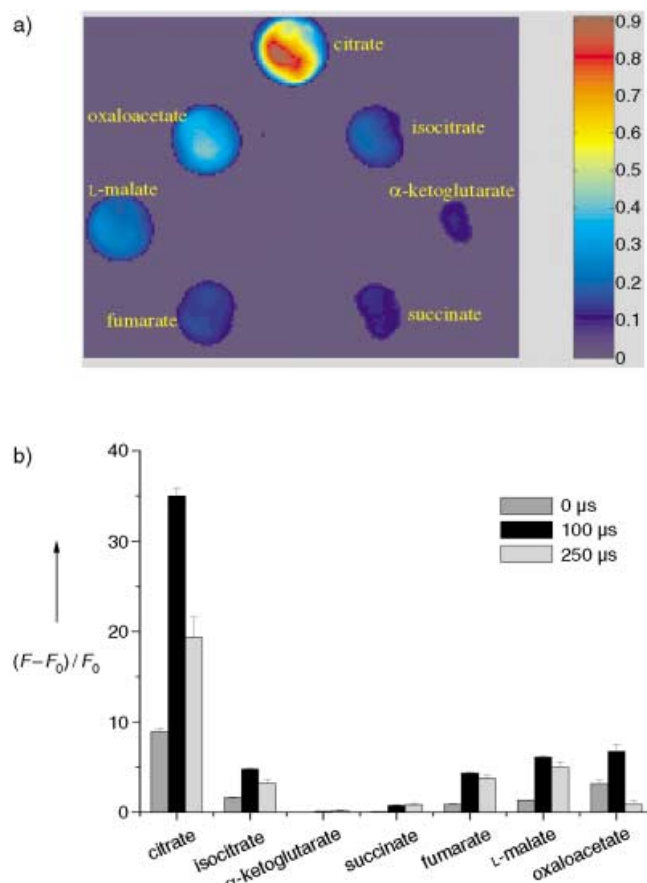 a)
citrate
oxaloacetate
isocitrate
L-malate
α-ketoglutarate
fumarate
succinate
0.9
0.8
0.7
0.6
0.5
0.4
0.3
0.2
0.1
0
b)
40
30
20
10
0
(F−F0)/F0
0 µs
100 µs
250 µs
citrate
isocitrate
α-ketoglutarate
succinate
fumarate
L-malate
oxaloacetate